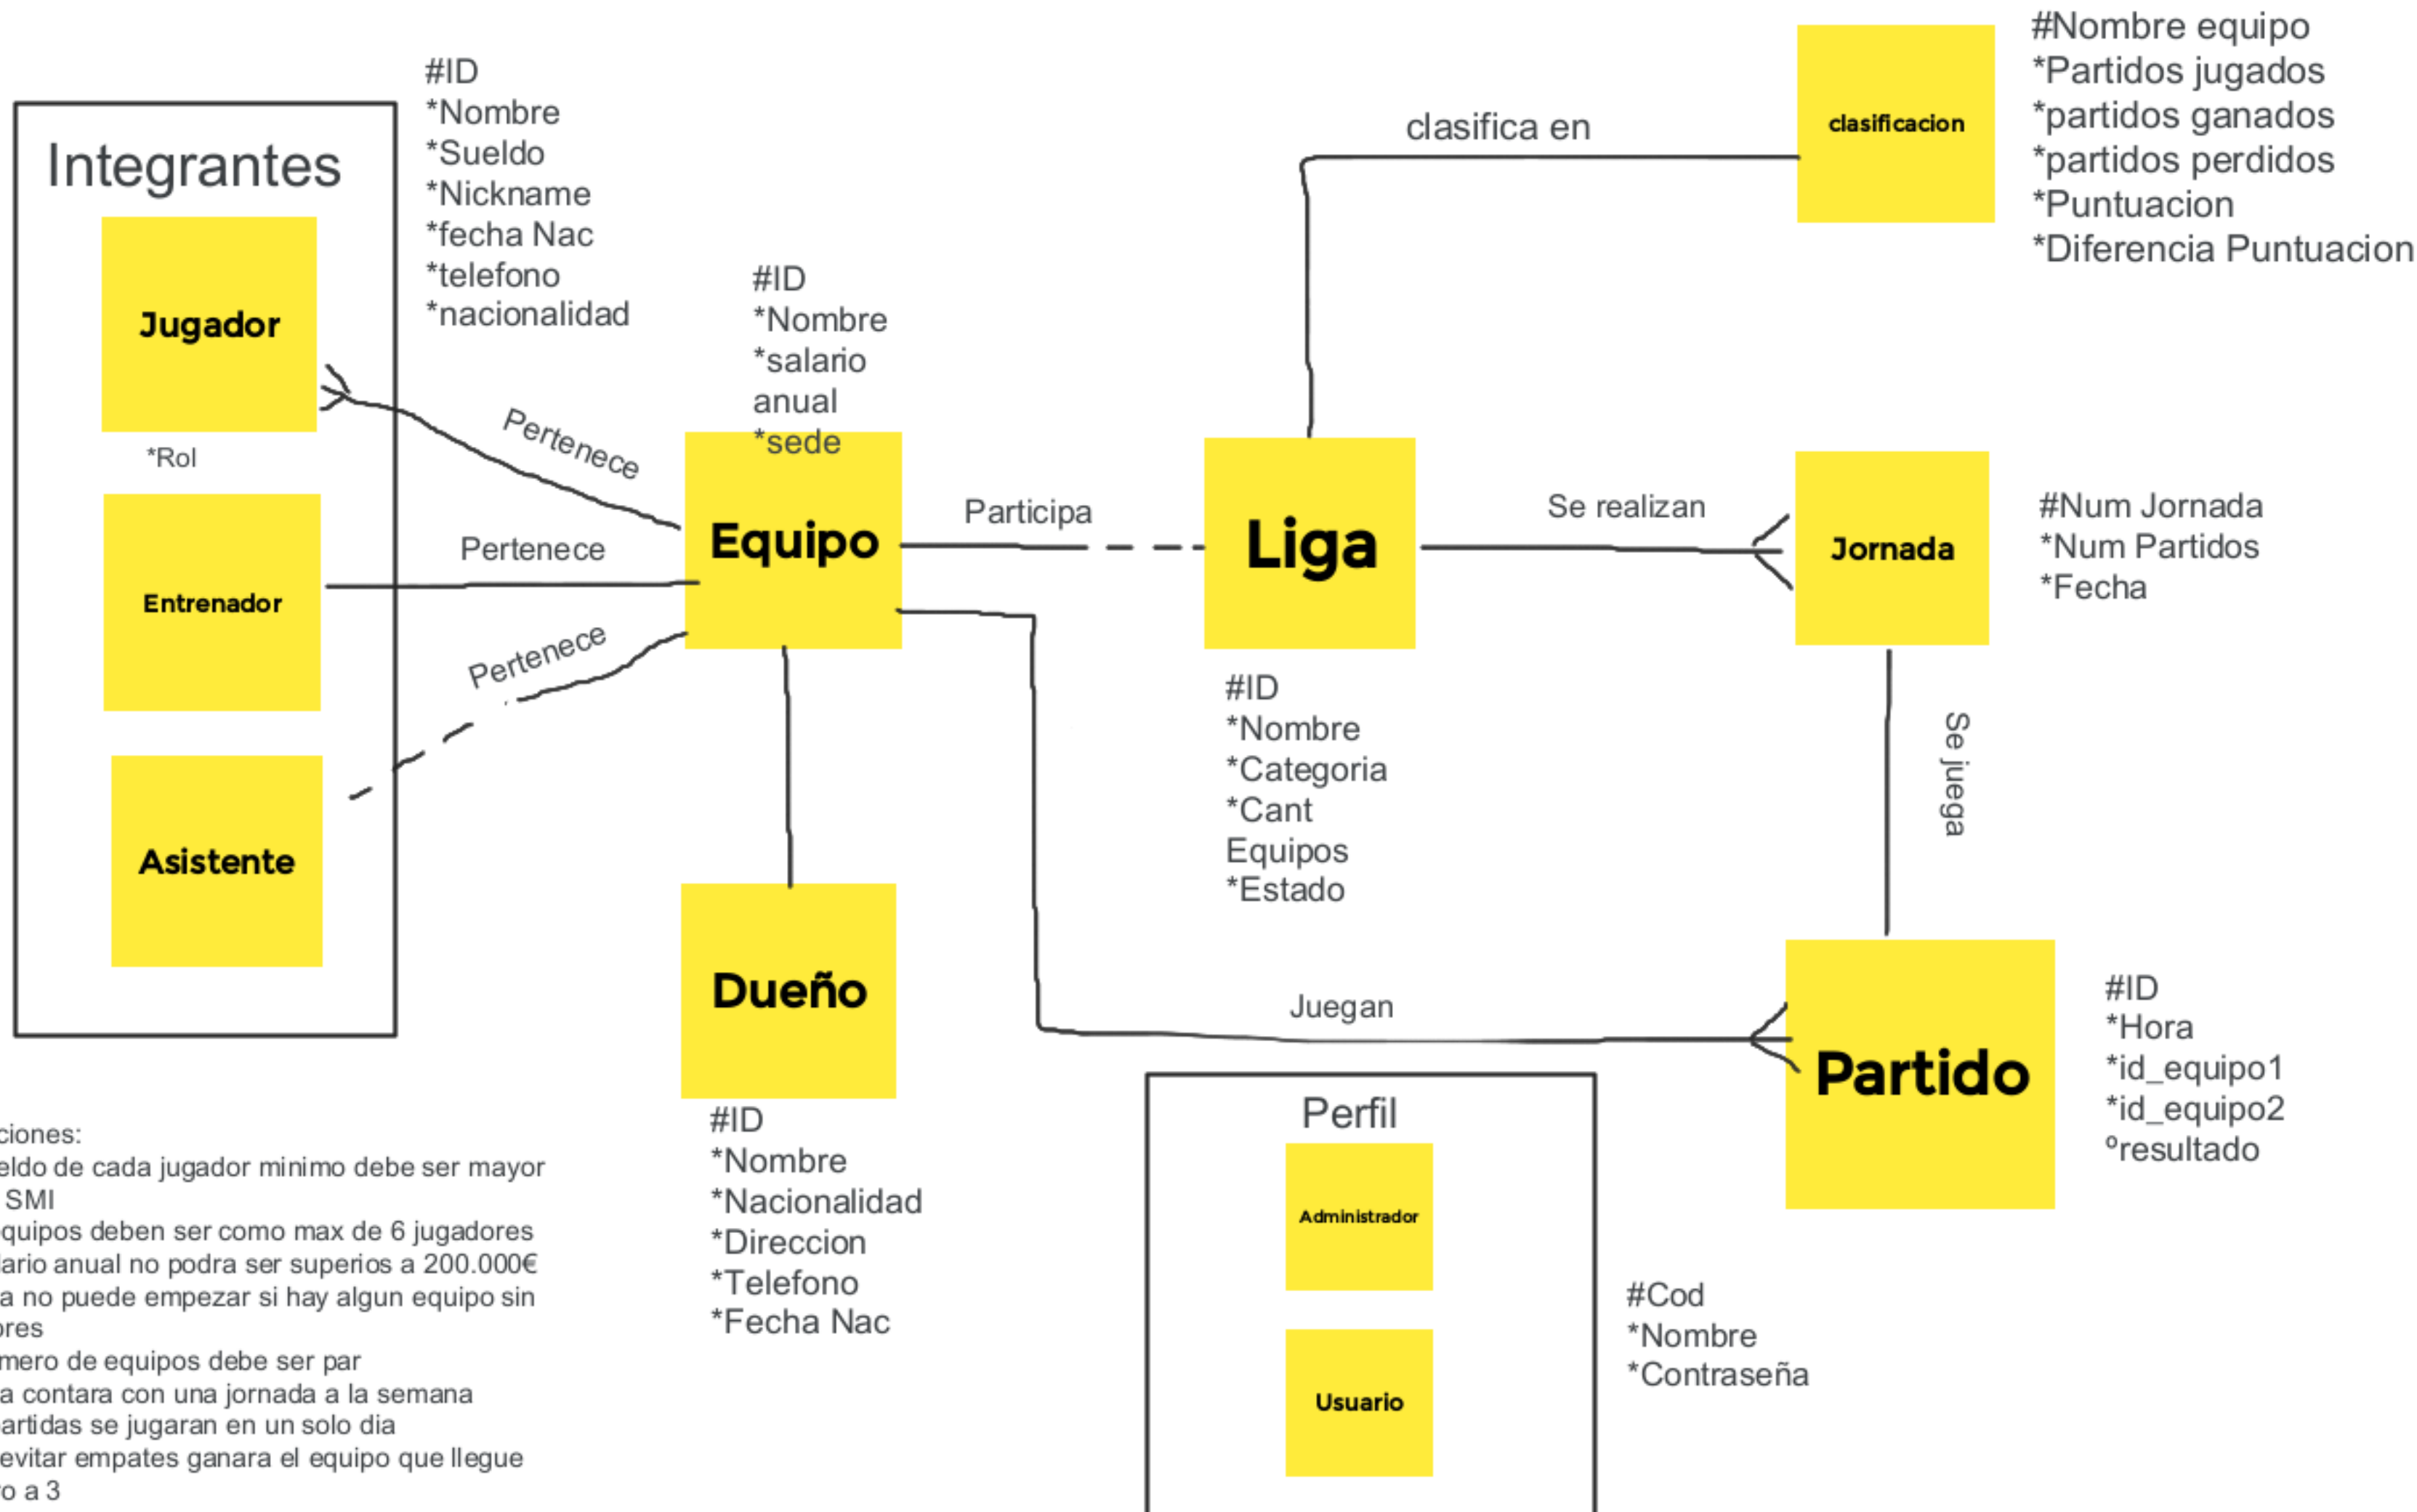 Integrantes
Jugador
*Rol
Entrenador
Asistente
#ID
*Nombre
*Sueldo
*Nickname
*fecha Nac
*telefono
*nacionalidad
Pertenece
Pertenece
Pertenece
#ID
*Nombre
*salario
anual
*sede
Equipo
Participa
Liga
#ID
*Nombre
*Categoria
*Cant
Equipos
*Estado
clasifica en
clasificacion
#Nombre equipo
*Partidos jugados
*partidos ganados
*partidos perdidos
*Puntuacion
*Diferencia Puntuacion
Se realizan
Jornada
#Num Jornada
*Num Partidos
*Fecha
Se juega
Dueño
#ID
*Nombre
*Nacionalidad
*Direccion
*Telefono
*Fecha Nac
Juegan
Partido
#ID
*Hora
*id_equipo1
*id_equipo2
ºresultado
Perfil
Administrador
Usuario
#Cod
*Nombre
*Contraseña
ciones:
eldo de cada jugador minimo debe ser mayor
SMI
quipos deben ser como max de 6 jugadores
lario anual no podra ser superios a 200.000€
a no puede empezar si hay algun equipo sin
ores
mero de equipos debe ser par
a contara con una jornada a la semana
artidas se jugaran en un solo dia
evitar empates ganara el equipo que llegue
o a 3